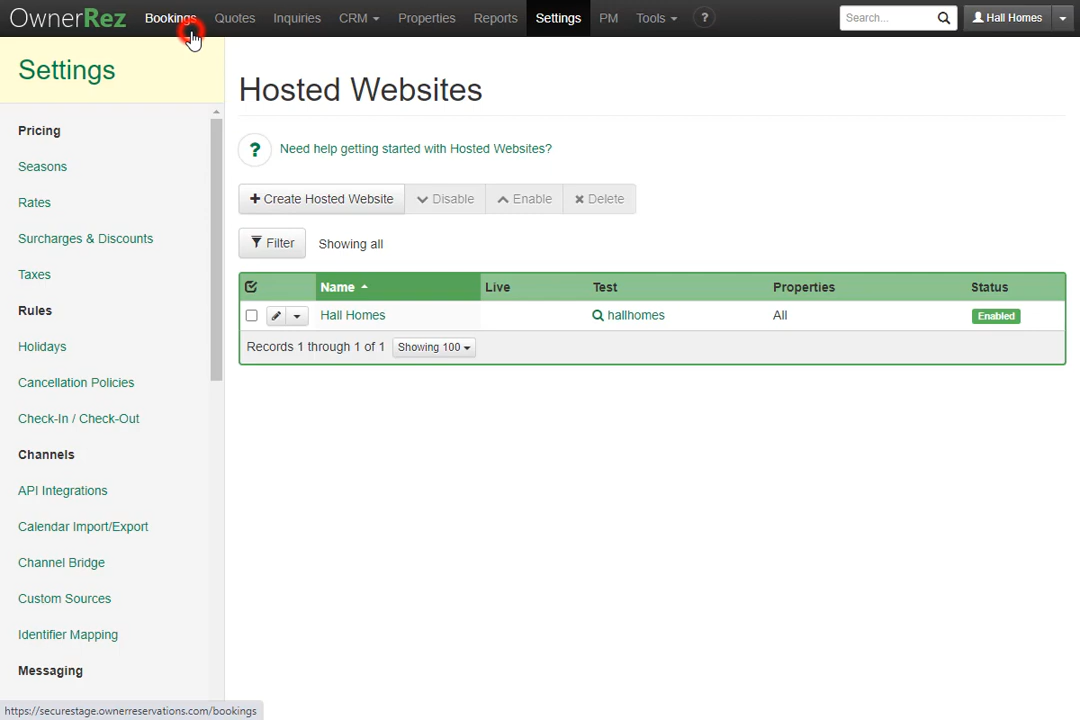 OwnerRez Bookings Quotes Inquiries CRM Properties Reports Settings PM Tools ? Search... Hall Homes
Settings
Pricing
Seasons
Rates
Surcharges & Discounts
Taxes
Rules
Holidays
Cancellation Policies
Check-In / Check-Out
Channels
API Integrations
Calendar Import/Export
Channel Bridge
Custom Sources
Identifier Mapping
Messaging
Hosted Websites
? Need help getting started with Hosted Websites?
Create Hosted Website Disable Enable Delete
Filter Showing all
Name Live Test Properties Status
Hall Homes hallhomes All Enabled
Records 1 through 1 of 1 Showing 100
https://securestage.ownerreservations.com/bookings